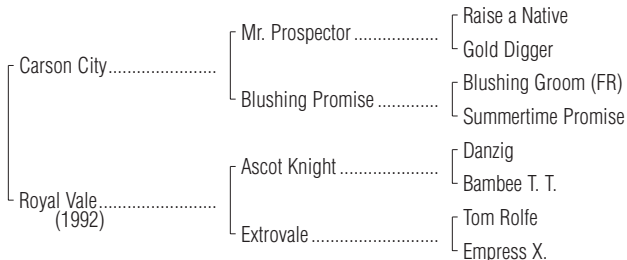 Raise a Native
Mr. Prospector ...................
Gold Digger
Carson City.......................
Blushing Groom (FR)
Blushing Promise .............
Summertime Promise
Danzig
Ascot Knight .....................
Bambee T. T.
Royal Vale.........................
(1992)
Tom Rolfe
Extrovale...........................
Empress X.